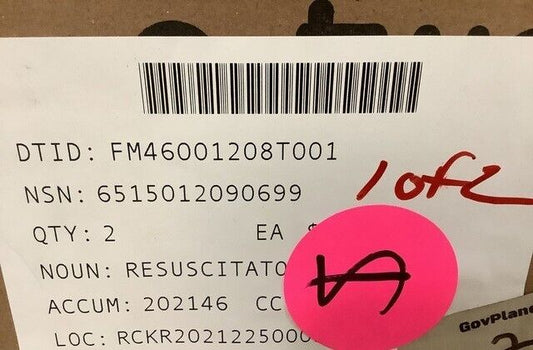 DTID: FM46001208T001
NSN: 6515012090699
1 of 2
QTY: 2 EA $
NOUN: RESUSCITATO
ACCUM: 202146 CC
LOC: RCKR2021225000
GovPlane